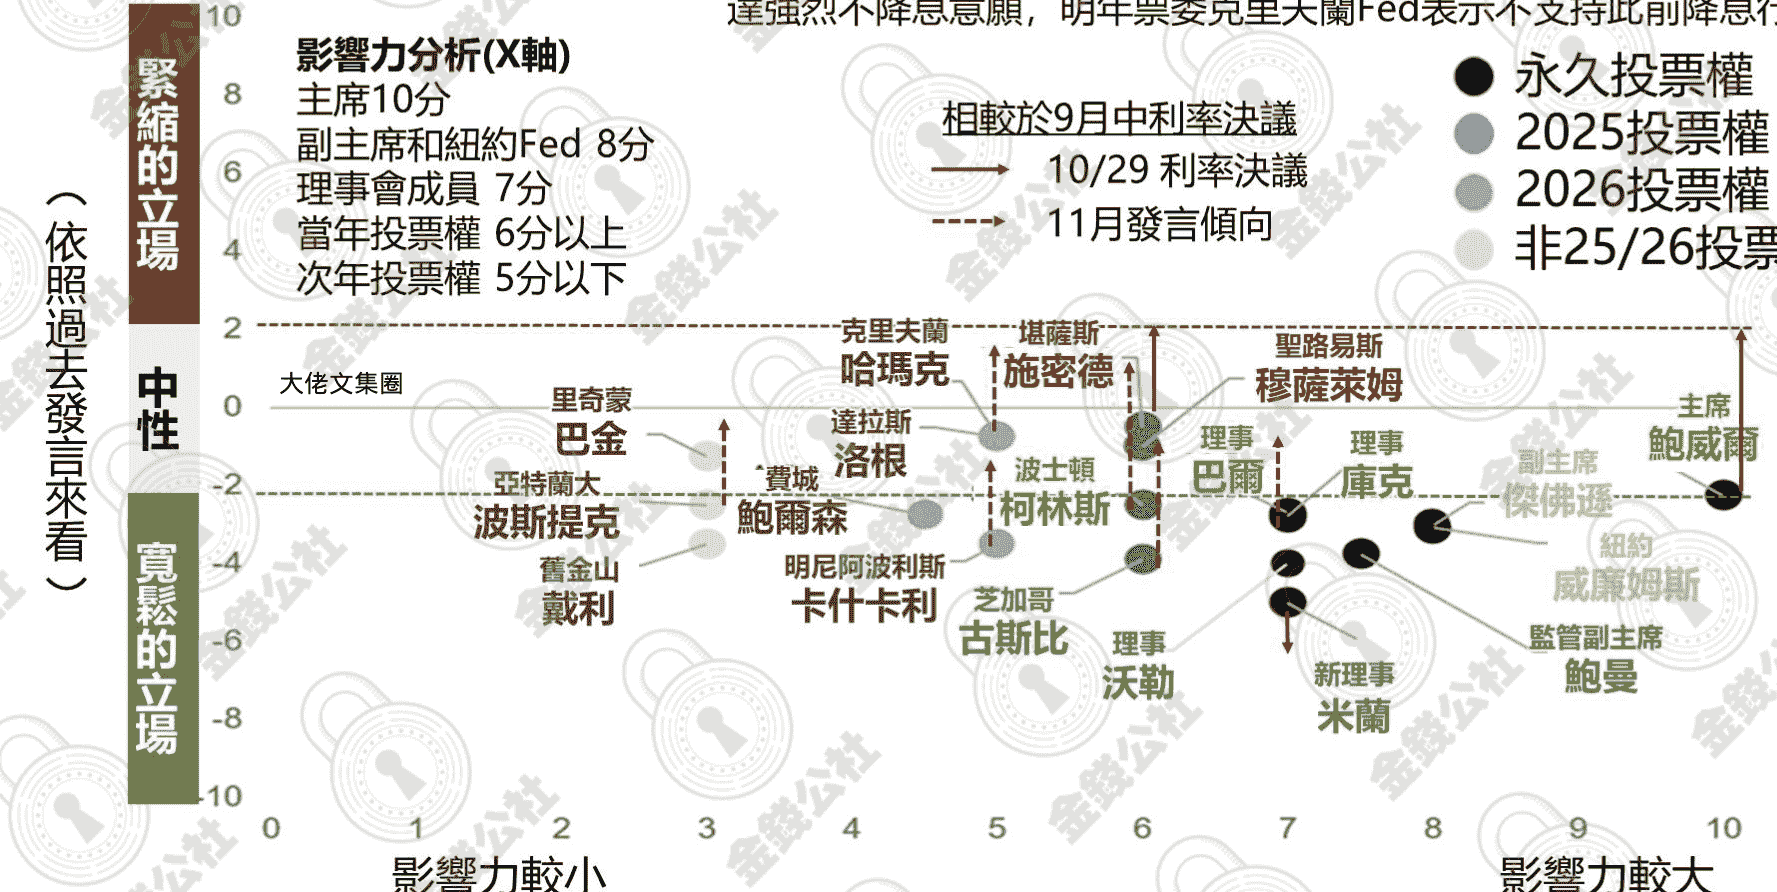 達強烈不降息意願，明年票委克里夫蘭Fed表示不支持此前降息行
影響力分析(X軸)
主席10分
副主席和紐約Fed 8分
理事會成員 7分
當年投票權 6分以上
次年投票權 5分以下
相較於9月中利率決議
10/29 利率決議
11月發言傾向
永久投票權
2025投票權
2026投票權
非25/26投票
緊縮的立場
中性
寬鬆的立場
（依照過去發言來看）
10
8
6
4
2
0
-2
-4
-6
-8
-10
大佬文集圈
克里夫蘭
哈瑪克
堪薩斯
施密德
聖路易斯
穆薩萊姆
里奇蒙
巴金
達拉斯
洛根
主席
鮑威爾
理事
巴爾
理事
庫克
波士頓
柯林斯
副主席
傑佛遜
亞特蘭大
波斯提克
費城
鮑爾森
紐約
威廉姆斯
舊金山
戴利
明尼阿波利斯
卡什卡利
芝加哥
古斯比
理事
沃勒
監管副主席
鮑曼
新理事
米蘭
0 1 2 3 4 5 6 7 8 9 10
影響力較小
影響力較大
金錢公社